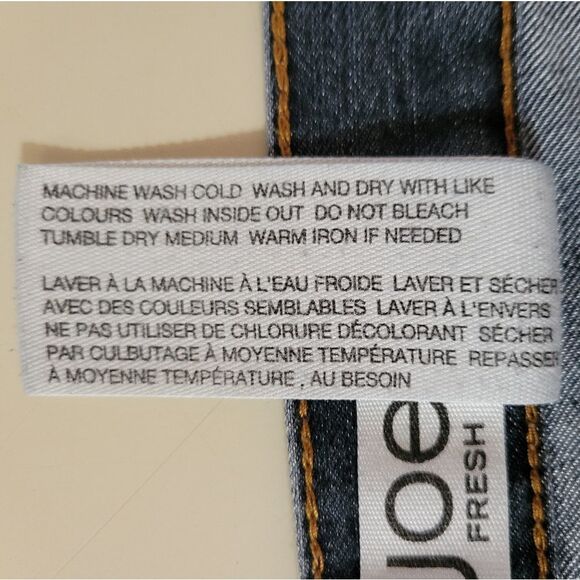 MACHINE WASH COLD WASH AND DRY WITH LIKE
COLOURS WASH INSIDE OUT DO NOT BLEACH
TUMBLE DRY MEDIUM WARM IRON IF NEEDED
LAVER À LA MACHINE À L'EAU FROIDE LAVER ET SÉCHER
AVEC DES COULEURS SEMBLABLES LAVER À L'ENVERS
NE PAS UTILISER DE CHLORURE DÉCOLORANT SÉCHER
PAR CULBUTAGE À MOYENNE TEMPÉRATURE REPASSER
À MOYENNE TEMPÉRATURE , AU BESOIN
Joe
FRESH